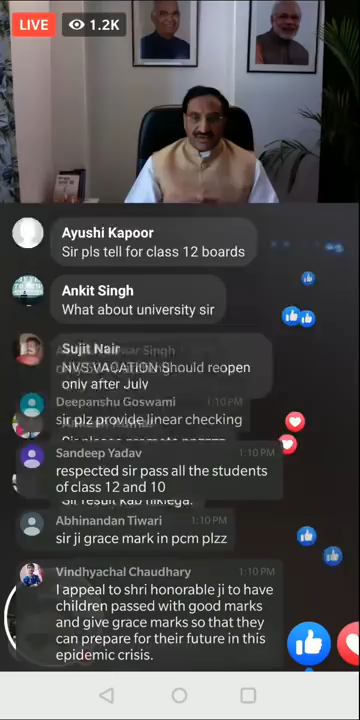 LIVE 1.2K
Ayushi Kapoor
Sir pls tell for class 12 boards
Ankit Singh
What about university sir
Sujit Nair
NVS VACATION Should reopen
only after July
Deepanshu Goswami 1:10 PM
sir plz provide linear checking
Sandeep Yadav 1:10 PM
respected sir pass all the students
of class 12 and 10
Sir result kab niklega.
Abhinandan Tiwari 1:10 PM
sir ji grace mark in pcm plzz
Vindhyachal Chaudhary 1:10 PM
I appeal to shri honorable ji to have
children passed with good marks
and give grace marks so that they
can prepare for their future in this
epidemic crisis.